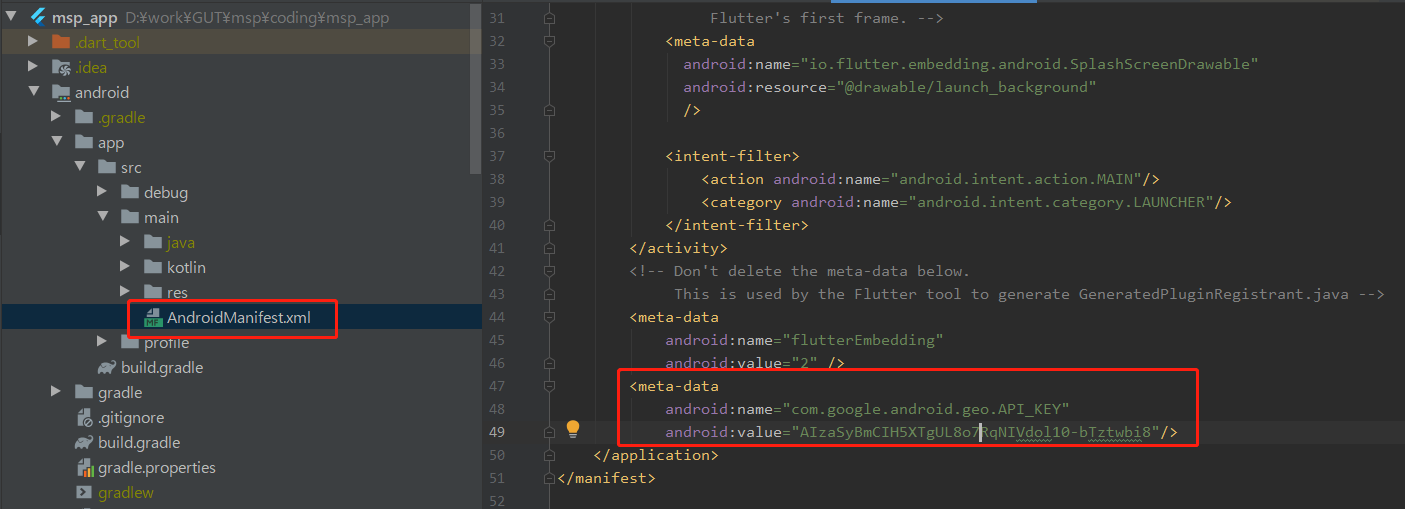 msp_app D:¥work¥GUT¥msp¥coding¥msp_app
.dart_tool
.idea
android
.gradle
app
src
debug
main
java
kotlin
res
AndroidManifest.xml
profile
build.gradle
gradle
.gitignore
build.gradle
gradle.properties
gradlew
31 Flutter's first frame. -->
32 <meta-data
33 android:name="io.flutter.embedding.android.SplashScreenDrawable"
34 android:resource="@drawable/launch_background"
35 />
36
37 <intent-filter>
38 <action android:name="android.intent.action.MAIN"/>
39 <category android:name="android.intent.category.LAUNCHER"/>
40 </intent-filter>
41 </activity>
42 <!-- Don't delete the meta-data below.
43 This is used by the Flutter tool to generate GeneratedPluginRegistrant.java -->
44 <meta-data
45 android:name="flutterEmbedding"
46 android:value="2" />
47 <meta-data
48 android:name="com.google.android.geo.API_KEY"
49 android:value="AIzaSyBmCIH5XTgUL8o7RqNIVdol10-bTztwbi8"/>
50 </application>
51 </manifest>
52